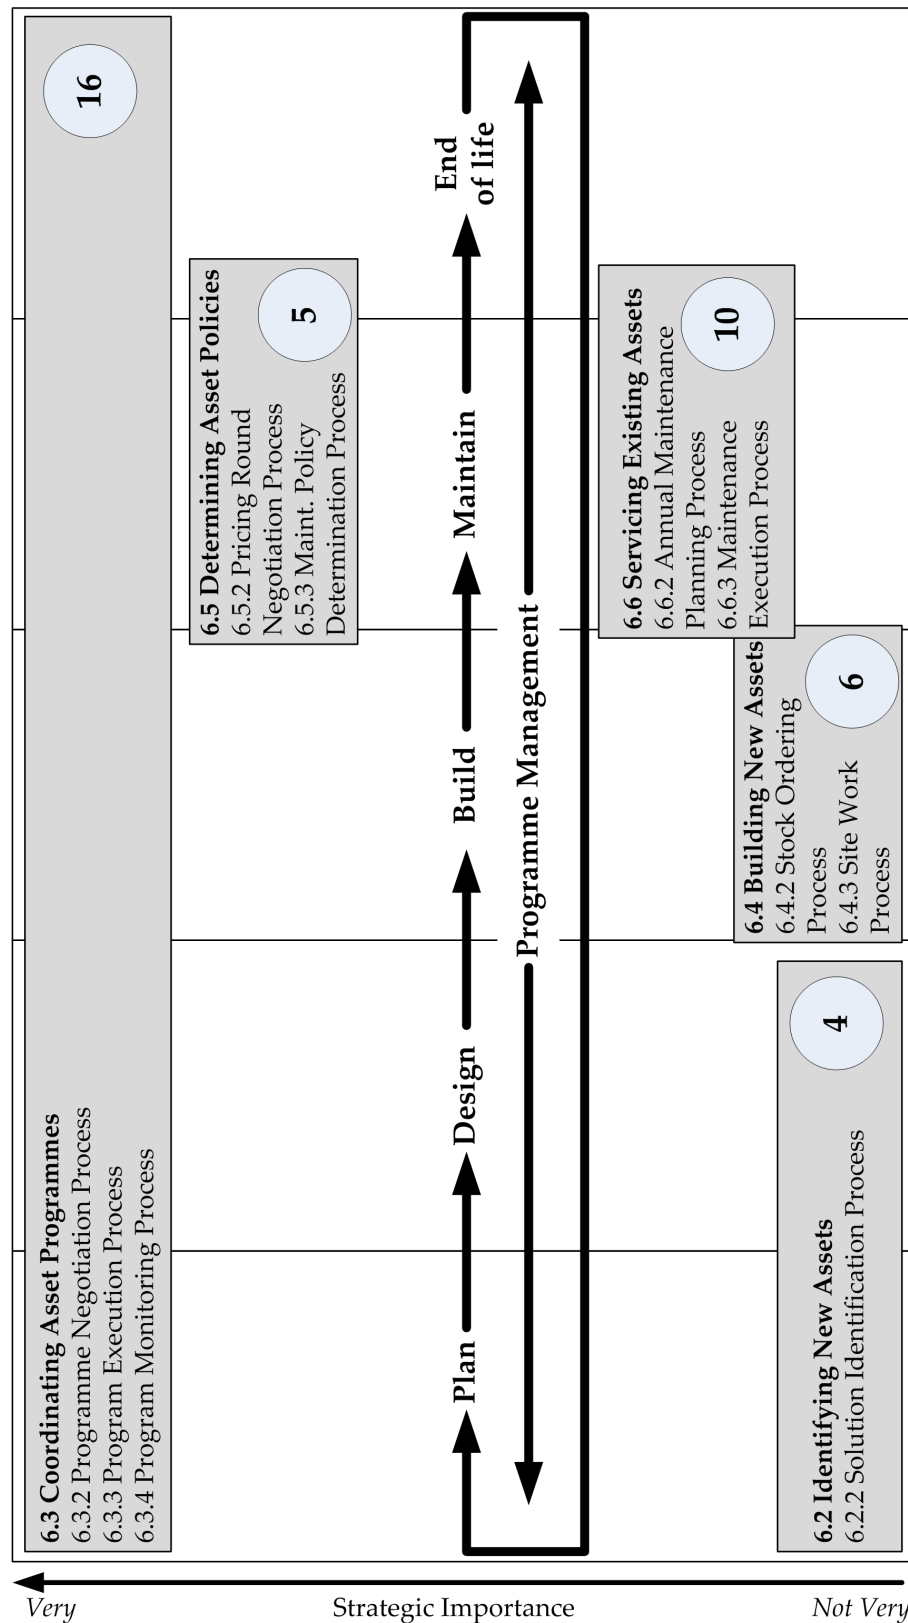 6.3 Coordinating Asset Programmes
6.3.2 Programme Negotiation Process
6.3.3 Program Execution Process
6.3.4 Program Monitoring Process
16
6.5 Determining Asset Policies
6.5.2 Pricing Round
Negotiation Process
6.5.3 Maint. Policy
Determination Process
5
Plan
Design
Build
Maintain
End
of life
Programme Management
6.6 Servicing Existing Assets
6.6.2 Annual Maintenance
Planning Process
6.6.3 Maintenance
Execution Process
10
6.4 Building New Assets
6.4.2 Stock Ordering
Process
6.4.3 Site Work
Process
6
6.2 Identifying New Assets
6.2.2 Solution Identification Process
4
Very
Strategic Importance
Not Very